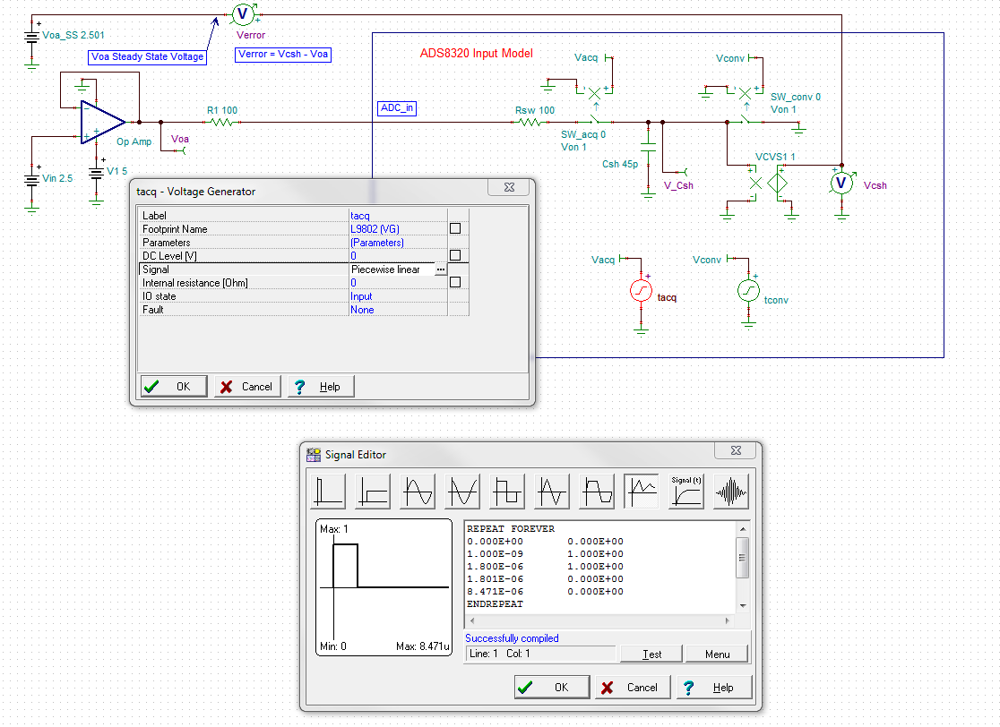 V
+
+
Voa_SS 2.501
Verror
Voa Steady State Voltage
Verror = Vcsh - Voa
ADS8320 Input Model
Vacq
Vconv
SW_conv 0
Von 1
R1 100
ADC_in
Rsw 100
SW_acq 0
Von 1
Op Amp
Voa
Vin 2.5
V1 5
Csh 45p
V_Csh
VCVS1 1
V
Vcsh
Vacq
Vconv
tacq
tconv
tacq - Voltage Generator
Label tacq
Footprint Name L9802 (VG)
Parameters (Parameters)
DC Level [V] 0
Signal Piecewise linear ...
Internal resistance [Ohm] 0
IO state Input
Fault None
OK Cancel ? Help
Signal Editor
Signal (t)
Max: 1
Min: 0 Max: 8.471u
REPEAT FOREVER
0.000E+00 0.000E+00
1.000E-09 1.000E+00
1.800E-06 1.000E+00
1.801E-06 0.000E+00
8.471E-06 0.000E+00
ENDREPEAT
Successfully compiled
Line: 1 Col: 1 Test Menu
OK Cancel ? Help